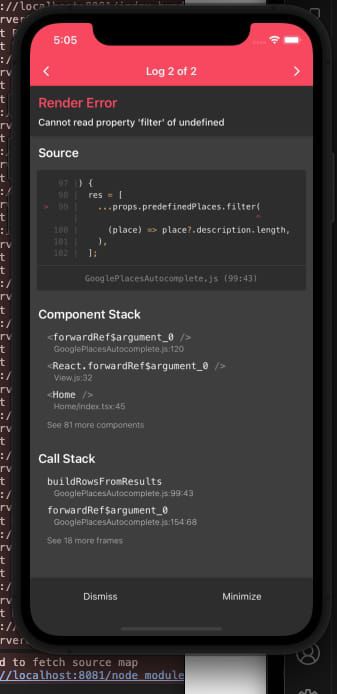 ://localhost:8081/index.bund
5:05
Log 2 of 2
Render Error
Cannot read property 'filter' of undefined
Source
97 | ) {
98 | res = [
> 99 | ...props.predefinedPlaces.filter(
| ^
100 | (place) => place?.description.length,
101 | ),
102 | ];
GooglePlacesAutocomplete.js (99:43)
Component Stack
<forwardRef$argument_0 />
GooglePlacesAutocomplete.js:120
<React.forwardRef$argument_0 />
View.js:32
<Home />
Home/index.tsx:45
See 81 more components
Call Stack
buildRowsFromResults
GooglePlacesAutocomplete.js:99:43
forwardRef$argument_0
GooglePlacesAutocomplete.js:154:68
See 18 more frames
Dismiss
Minimize
d to fetch source map
//localhost:8081/node_module